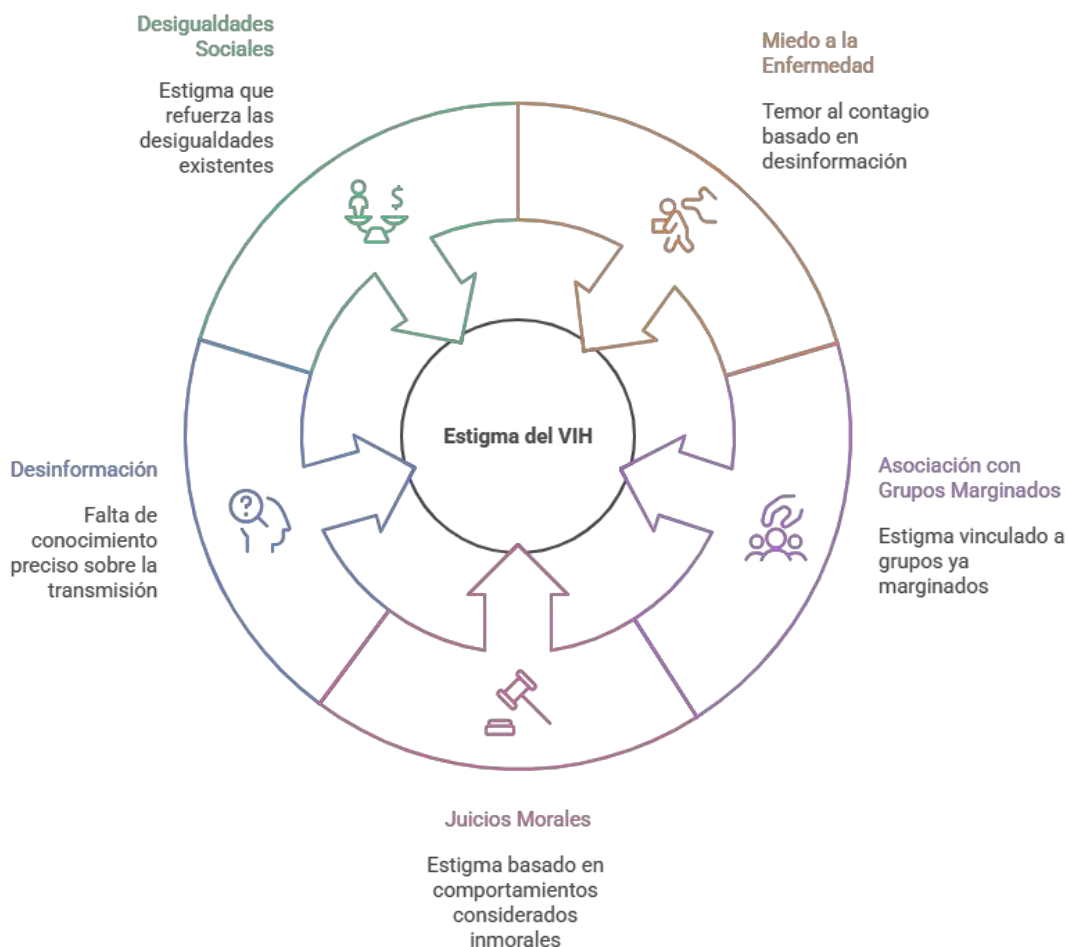 Desigualdades
Sociales
Estigma que
refuerza las
desigualdades
existentes
Miedo a la
Enfermedad
Temor al contagio
basado en
desinformación
$
Estigma del VIH
Desinformación
?
Falta de
conocimiento
preciso sobre la
transmisión
Asociación con
Grupos Marginados
Estigma vinculado a
grupos ya
marginados
Juicios Morales
Estigma basado en
comportamientos
considerados
inmorales